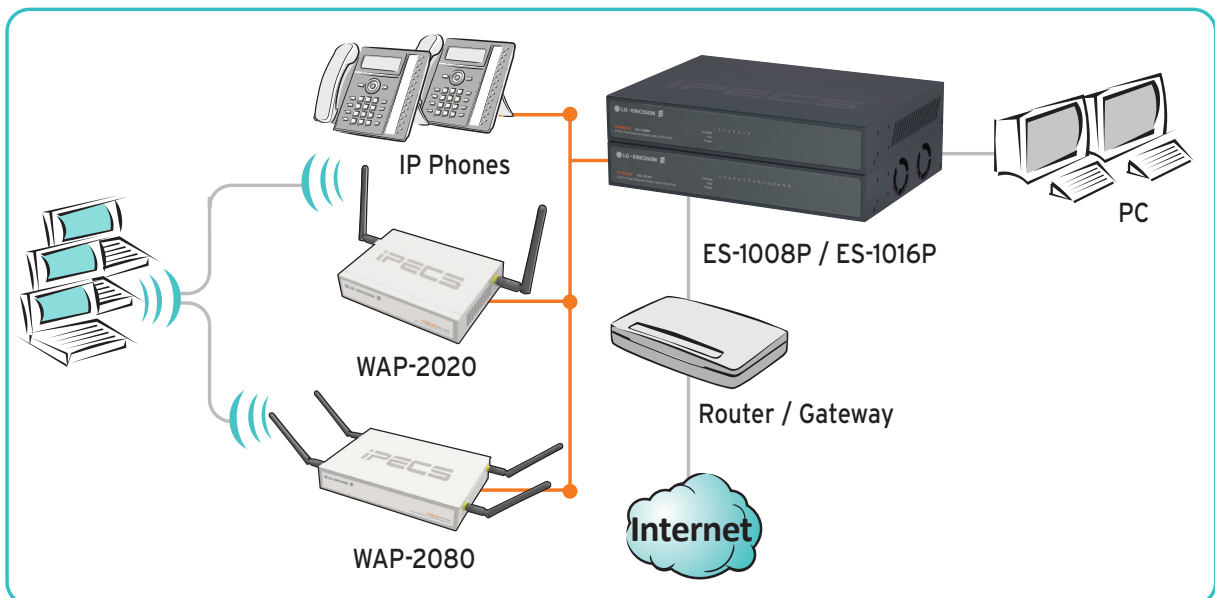 iPECS
LG-ERICSSON
LG-ERICSSON
IP Phones
PC
ES-1008P / ES-1016P
iPECS
WAP-2020
Router / Gateway
iPECS
Internet
WAP-2080